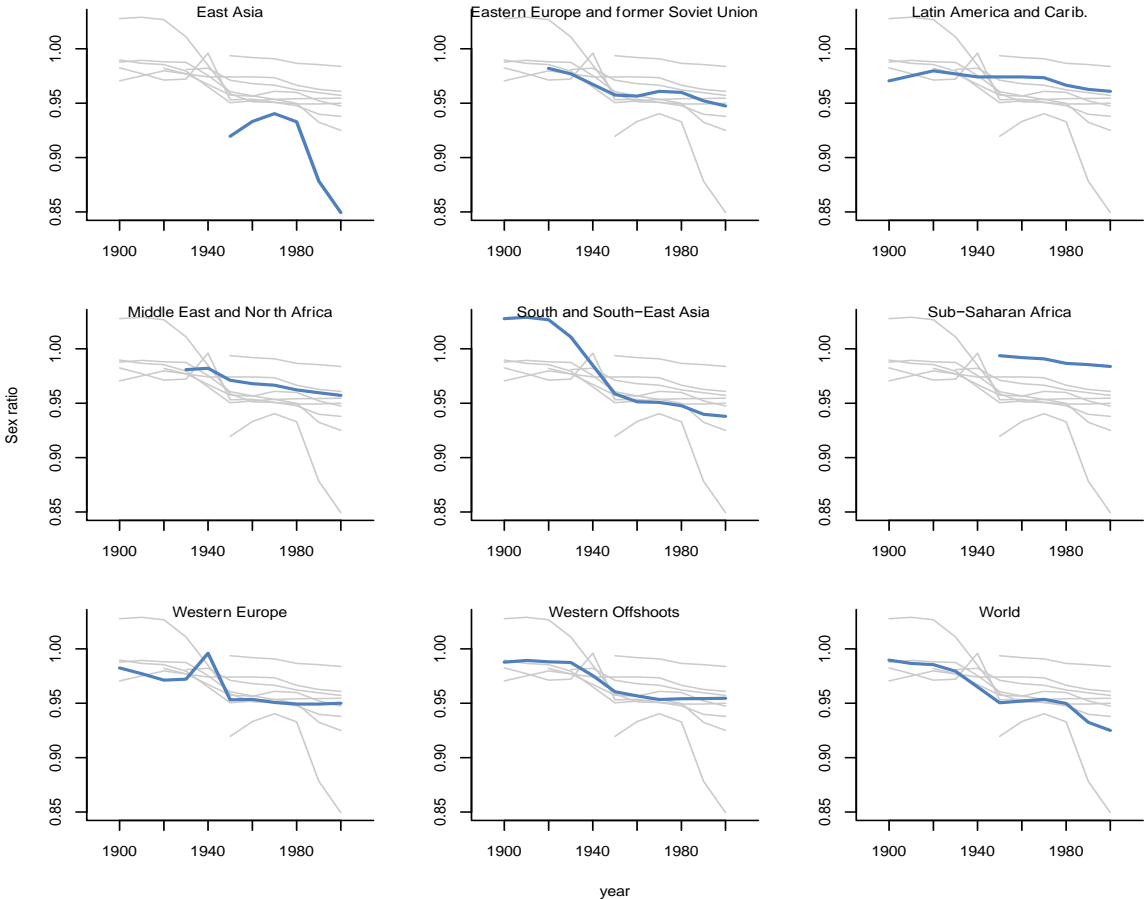 East Asia
Eastern Europe and former Soviet Union
Latin America and Carib.
1.00
0.95
0.90
0.85
1900 1940 1980
1.00
0.95
0.90
0.85
1900 1940 1980
1.00
0.95
0.90
0.85
1900 1940 1980
Middle East and North Africa
South and South−East Asia
Sub−Saharan Africa
Sex ratio
1.00
0.95
0.90
0.85
1900 1940 1980
1.00
0.95
0.90
0.85
1900 1940 1980
1.00
0.95
0.90
0.85
1900 1940 1980
Western Europe
Western Offshoots
World
1.00
0.95
0.90
0.85
1900 1940 1980
1.00
0.95
0.90
0.85
1900 1940 1980
1.00
0.95
0.90
0.85
1900 1940 1980
year